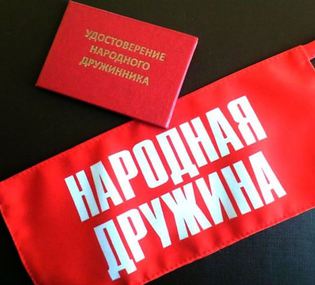 УДОСТОВЕРЕНИЕ
НАРОДНОГО
ДРУЖИННИКА
НАРОДНАЯ
ДРУЖИНА